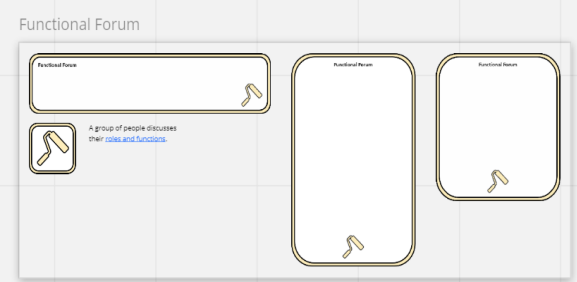 Functional Forum
Functional Forum
Functional Forum
Functional Forum
A group of people discusses
their roles and functions.